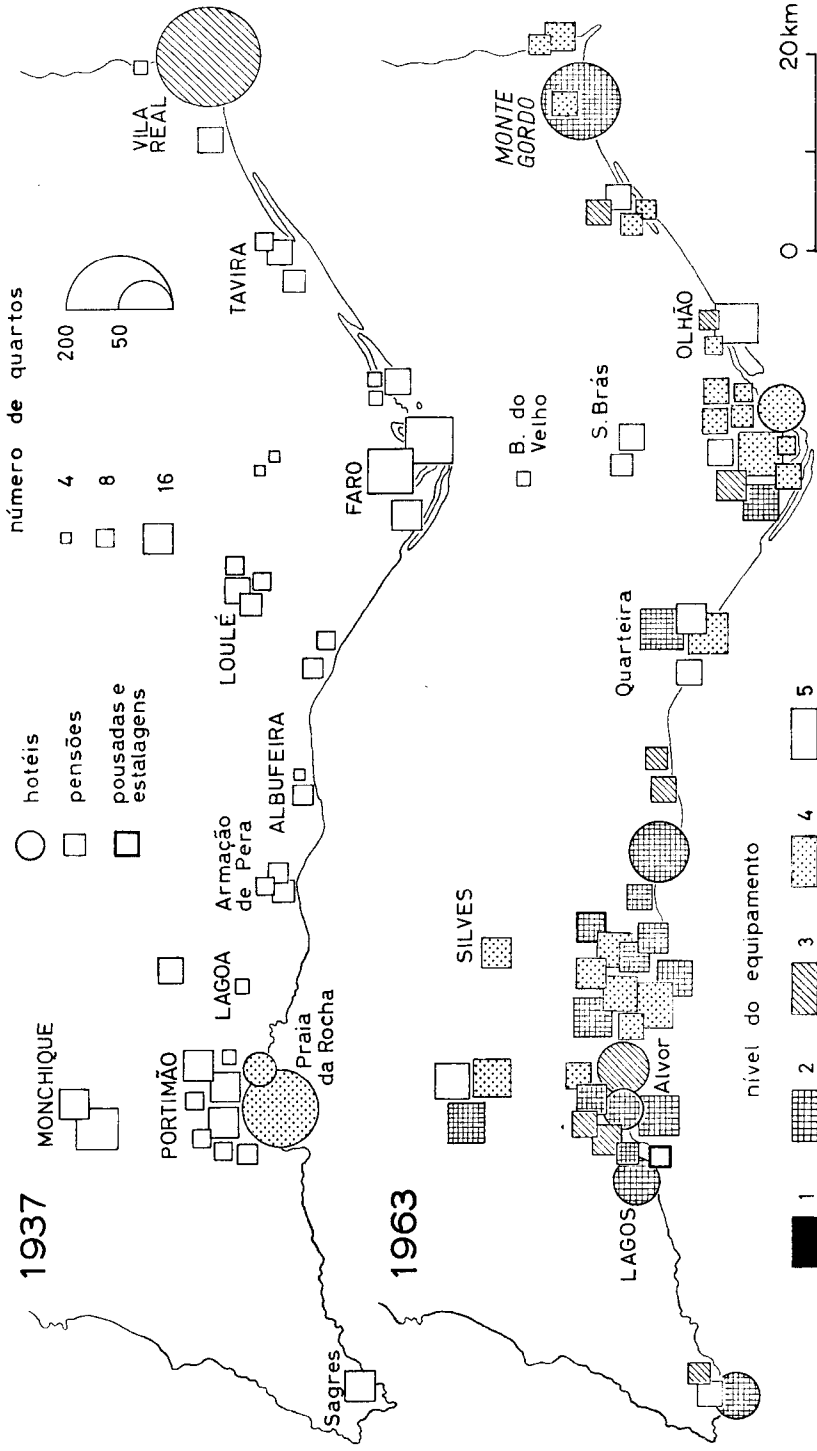 1937
MONCHIQUE
PORTIMÃO
LAGOA
Praia
da Rocha
Armação
de Pera
ALBUFEIRA
LOULÉ
FARO
TAVIRA
VILA
REAL
Sagres
hotéis
pensões
pousadas e
estalagens
número de quartos
4
8
16
200
50
1963
LAGOS
Alvor
SILVES
Quarteira
B. do
Velho
S. Brás
OLHÃO
MONTE
GORDO
nível do equipamento
1
2
3
4
5
0
20 km